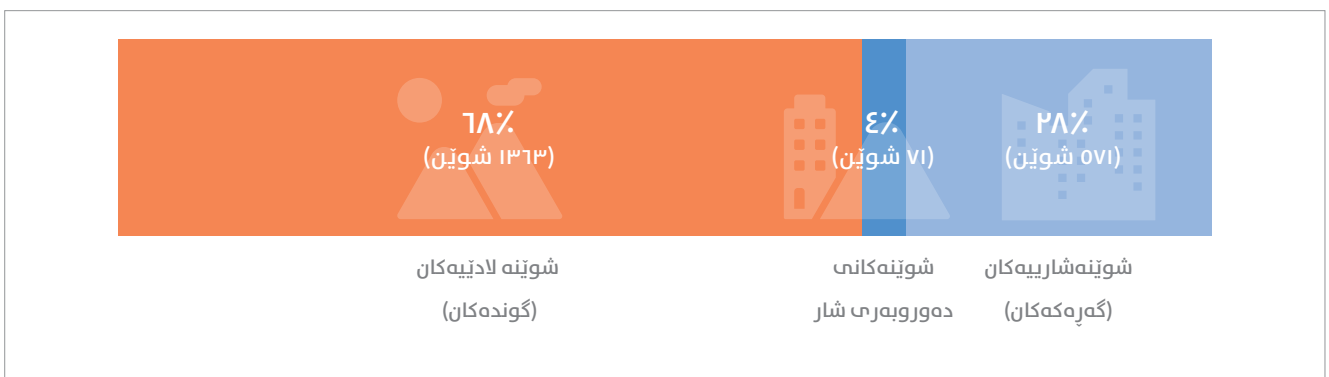 ٢٨٪
(٥٧١ شوێن)
٤٪
(٧١ شوێن)
٦٨٪
(١٣٦٣ شوێن)
شوێنەشارییەکان
(گەڕەکەکان)
شوێنەکانی
دەوروبەری شار
شوێنە لادێیەکان
(گوندەکان)